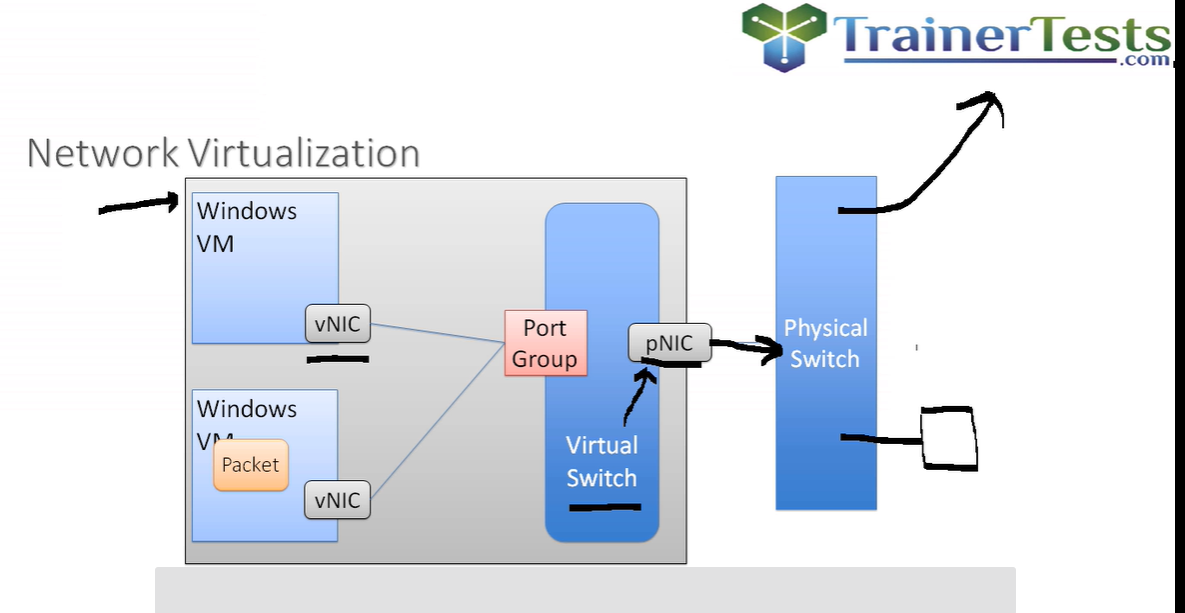 TrainerTests
.com
Network Virtualization
Windows
VM
vNIC
Windows
VM
Packet
vNIC
Port
Group
pNIC
Virtual
Switch
Physical
Switch